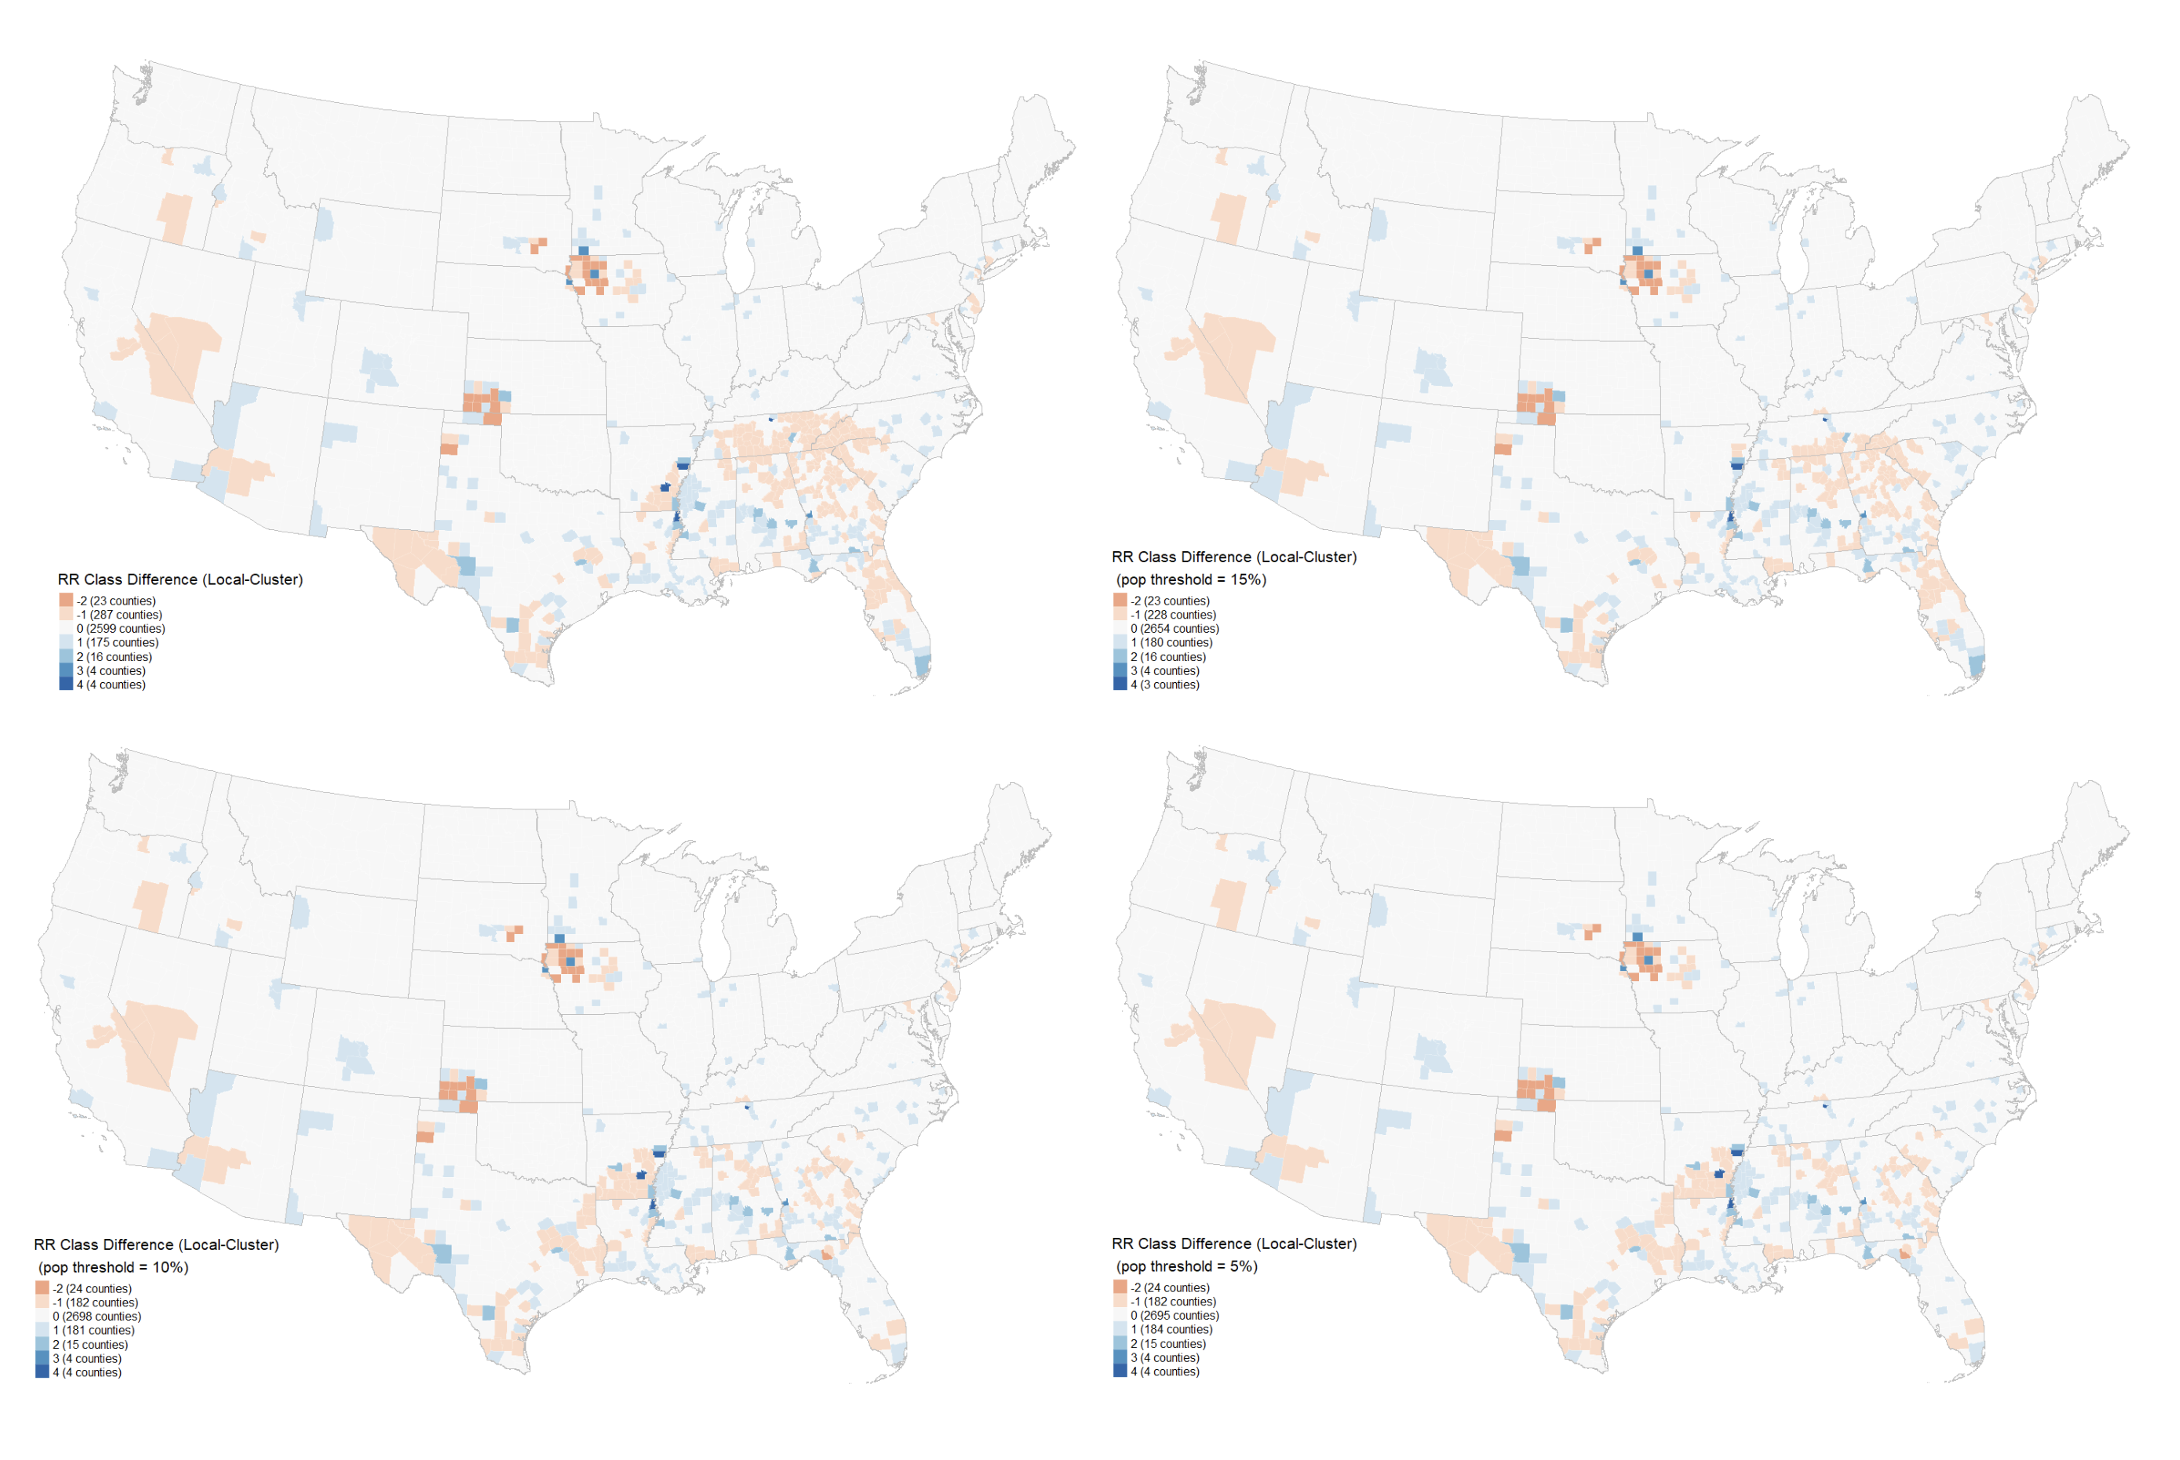 RR Class Difference (Local-Cluster)
-2 (23 counties)
-1 (287 counties)
0 (2599 counties)
1 (175 counties)
2 (16 counties)
3 (4 counties)
4 (4 counties)
RR Class Difference (Local-Cluster)
(pop threshold = 15%)
-2 (23 counties)
-1 (228 counties)
0 (2654 counties)
1 (180 counties)
2 (16 counties)
3 (4 counties)
4 (3 counties)
RR Class Difference (Local-Cluster)
(pop threshold = 10%)
-2 (24 counties)
-1 (182 counties)
0 (2698 counties)
1 (181 counties)
2 (15 counties)
3 (4 counties)
4 (4 counties)
RR Class Difference (Local-Cluster)
(pop threshold = 5%)
-2 (24 counties)
-1 (182 counties)
0 (2695 counties)
1 (184 counties)
2 (15 counties)
3 (4 counties)
4 (4 counties)